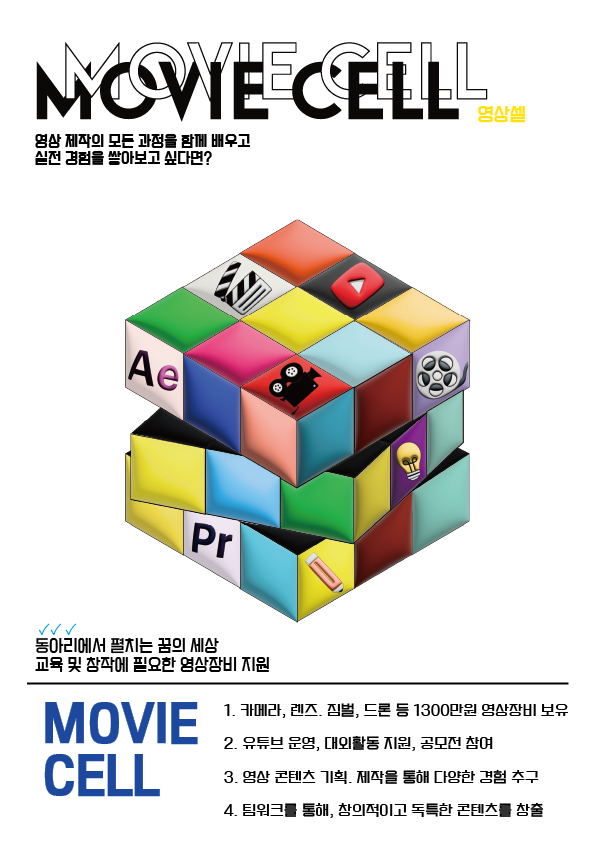 MOVIE CELL
MOVIE CELL 영상셀
영상 제작의 모든 과정을 함께 배우고
실전 경험을 쌓아보고 싶다면?
Ae
Pr
동아리에서 펼치는 꿈의 세상
교육 및 창작에 필요한 영상장비 지원
MOVIE
CELL
1. 카메라, 렌즈. 짐벌, 드론 등 1300만원 영상장비 보유
2. 유튜브 운영, 대외활동 지원, 공모전 참여
3. 영상 콘텐츠 기획. 제작을 통해 다양한 경험 추구
4. 팀워크를 통해, 창의적이고 독특한 콘텐츠를 창출